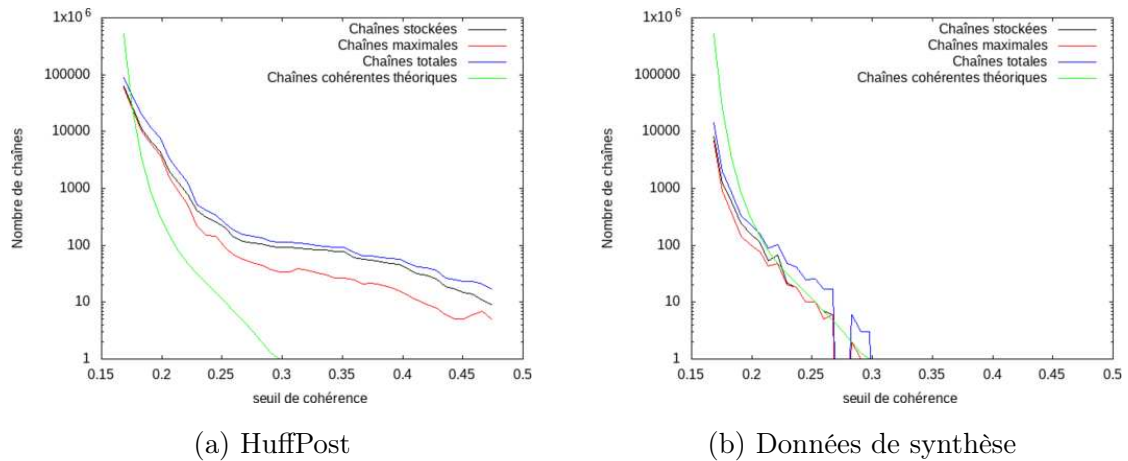 1x10⁶
100000
10000
1000
100
10
1
Nombre de chaînes
Chaînes stockées
Chaînes maximales
Chaînes totales
Chaînes cohérentes théoriques
0.15 0.2 0.25 0.3 0.35 0.4 0.45 0.5
seuil de cohérence
(a) HuffPost
1x10⁶
100000
10000
1000
100
10
1
Nombre de chaînes
Chaînes stockées
Chaînes maximales
Chaînes totales
Chaînes cohérentes théoriques
0.15 0.2 0.25 0.3 0.35 0.4 0.45 0.5
seuil de cohérence
(b) Données de synthèse